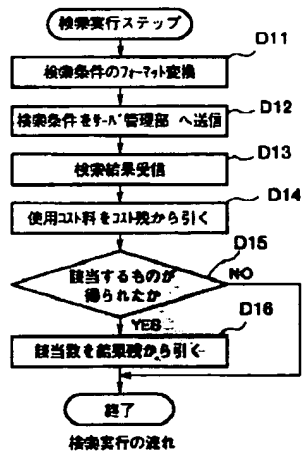 検索実行ステップ
D11
検索条件のフォーマット変換
D12
検索条件をサーバ管理部 へ送信
D13
検索結果受信
D14
使用コスト料をコスト残から引く
D15
該当するものが
得られたか
NO
YES
D16
該当数を結果残から引く
終了
検索実行の流れ